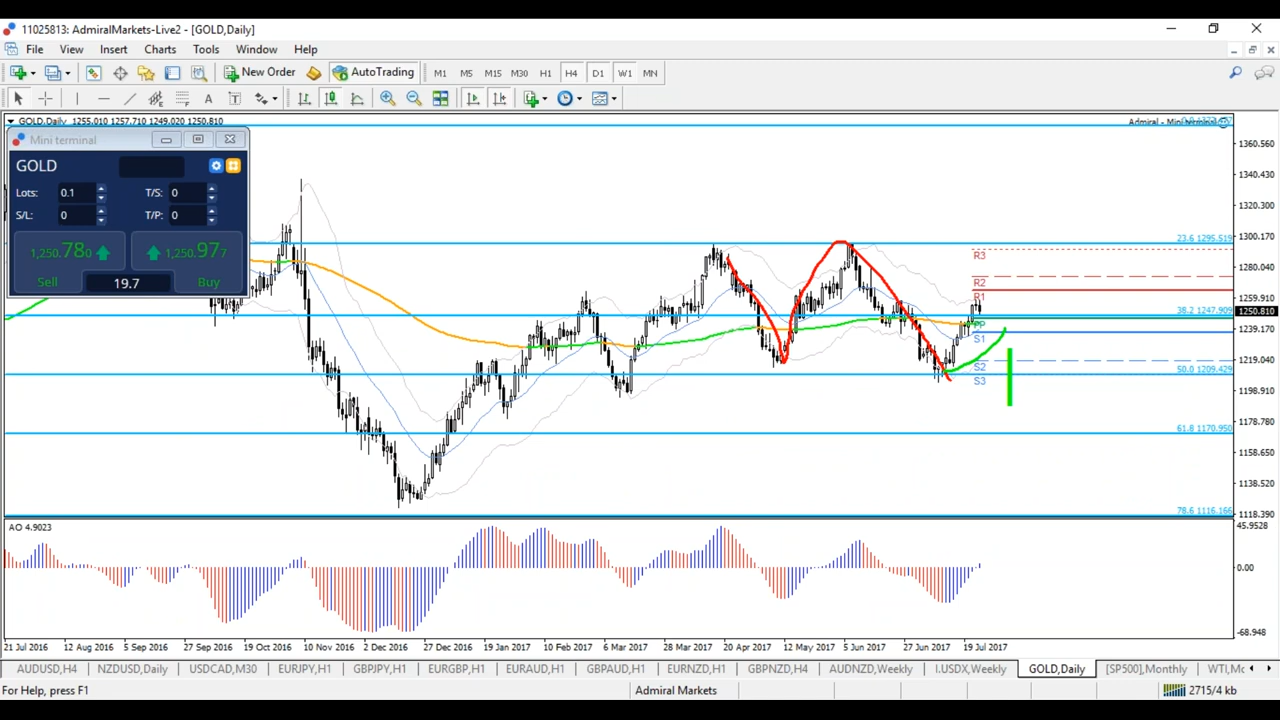 11025813: AdmiralMarkets-Live2 - [GOLD,Daily]
File View Insert Charts Tools Window Help
New Order AutoTrading M1 M5 M15 M30 H1 H4 D1 W1 MN
A T
GOLD,Daily 1255.010 1257.710 1249.020 1250.810
Admiral - Mini terminal
Mini terminal
GOLD
Lots: 0.1 T/S: 0
S/L: 0 T/P: 0
1,250.780 1,250.977
Sell 19.7 Buy
1360.560
1340.430
1320.300
1300.170
23.6 1295.519
R3
1280.040
R2
R1
1259.910
38.2 1247.909
1250.810
PP
1239.170
S1
1219.040
S2
50.0 1209.429
S3
1198.910
1178.780
61.8 1170.950
1158.650
1138.520
78.6 1116.166
1118.390
AO 4.9023
45.9528
0.00
-68.948
21 Jul 2016 12 Aug 2016 5 Sep 2016 27 Sep 2016 19 Oct 2016 10 Nov 2016 2 Dec 2016 27 Dec 2016 19 Jan 2017 10 Feb 2017 6 Mar 2017 28 Mar 2017 20 Apr 2017 12 May 2017 5 Jun 2017 27 Jun 2017 19 Jul 2017
AUDUSD,H4 NZDUSD,Daily USDCAD,M30 EURJPY,H1 GBPJPY,H1 EURGBP,H1 EURAUD,H1 GBPAUD,H1 EURNZD,H1 GBPNZD,H4 AUDNZD,Weekly I.USDX,Weekly GOLD,Daily [SP500],Monthly WTI,Mc
For Help, press F1
Admiral Markets
2715/4 kb